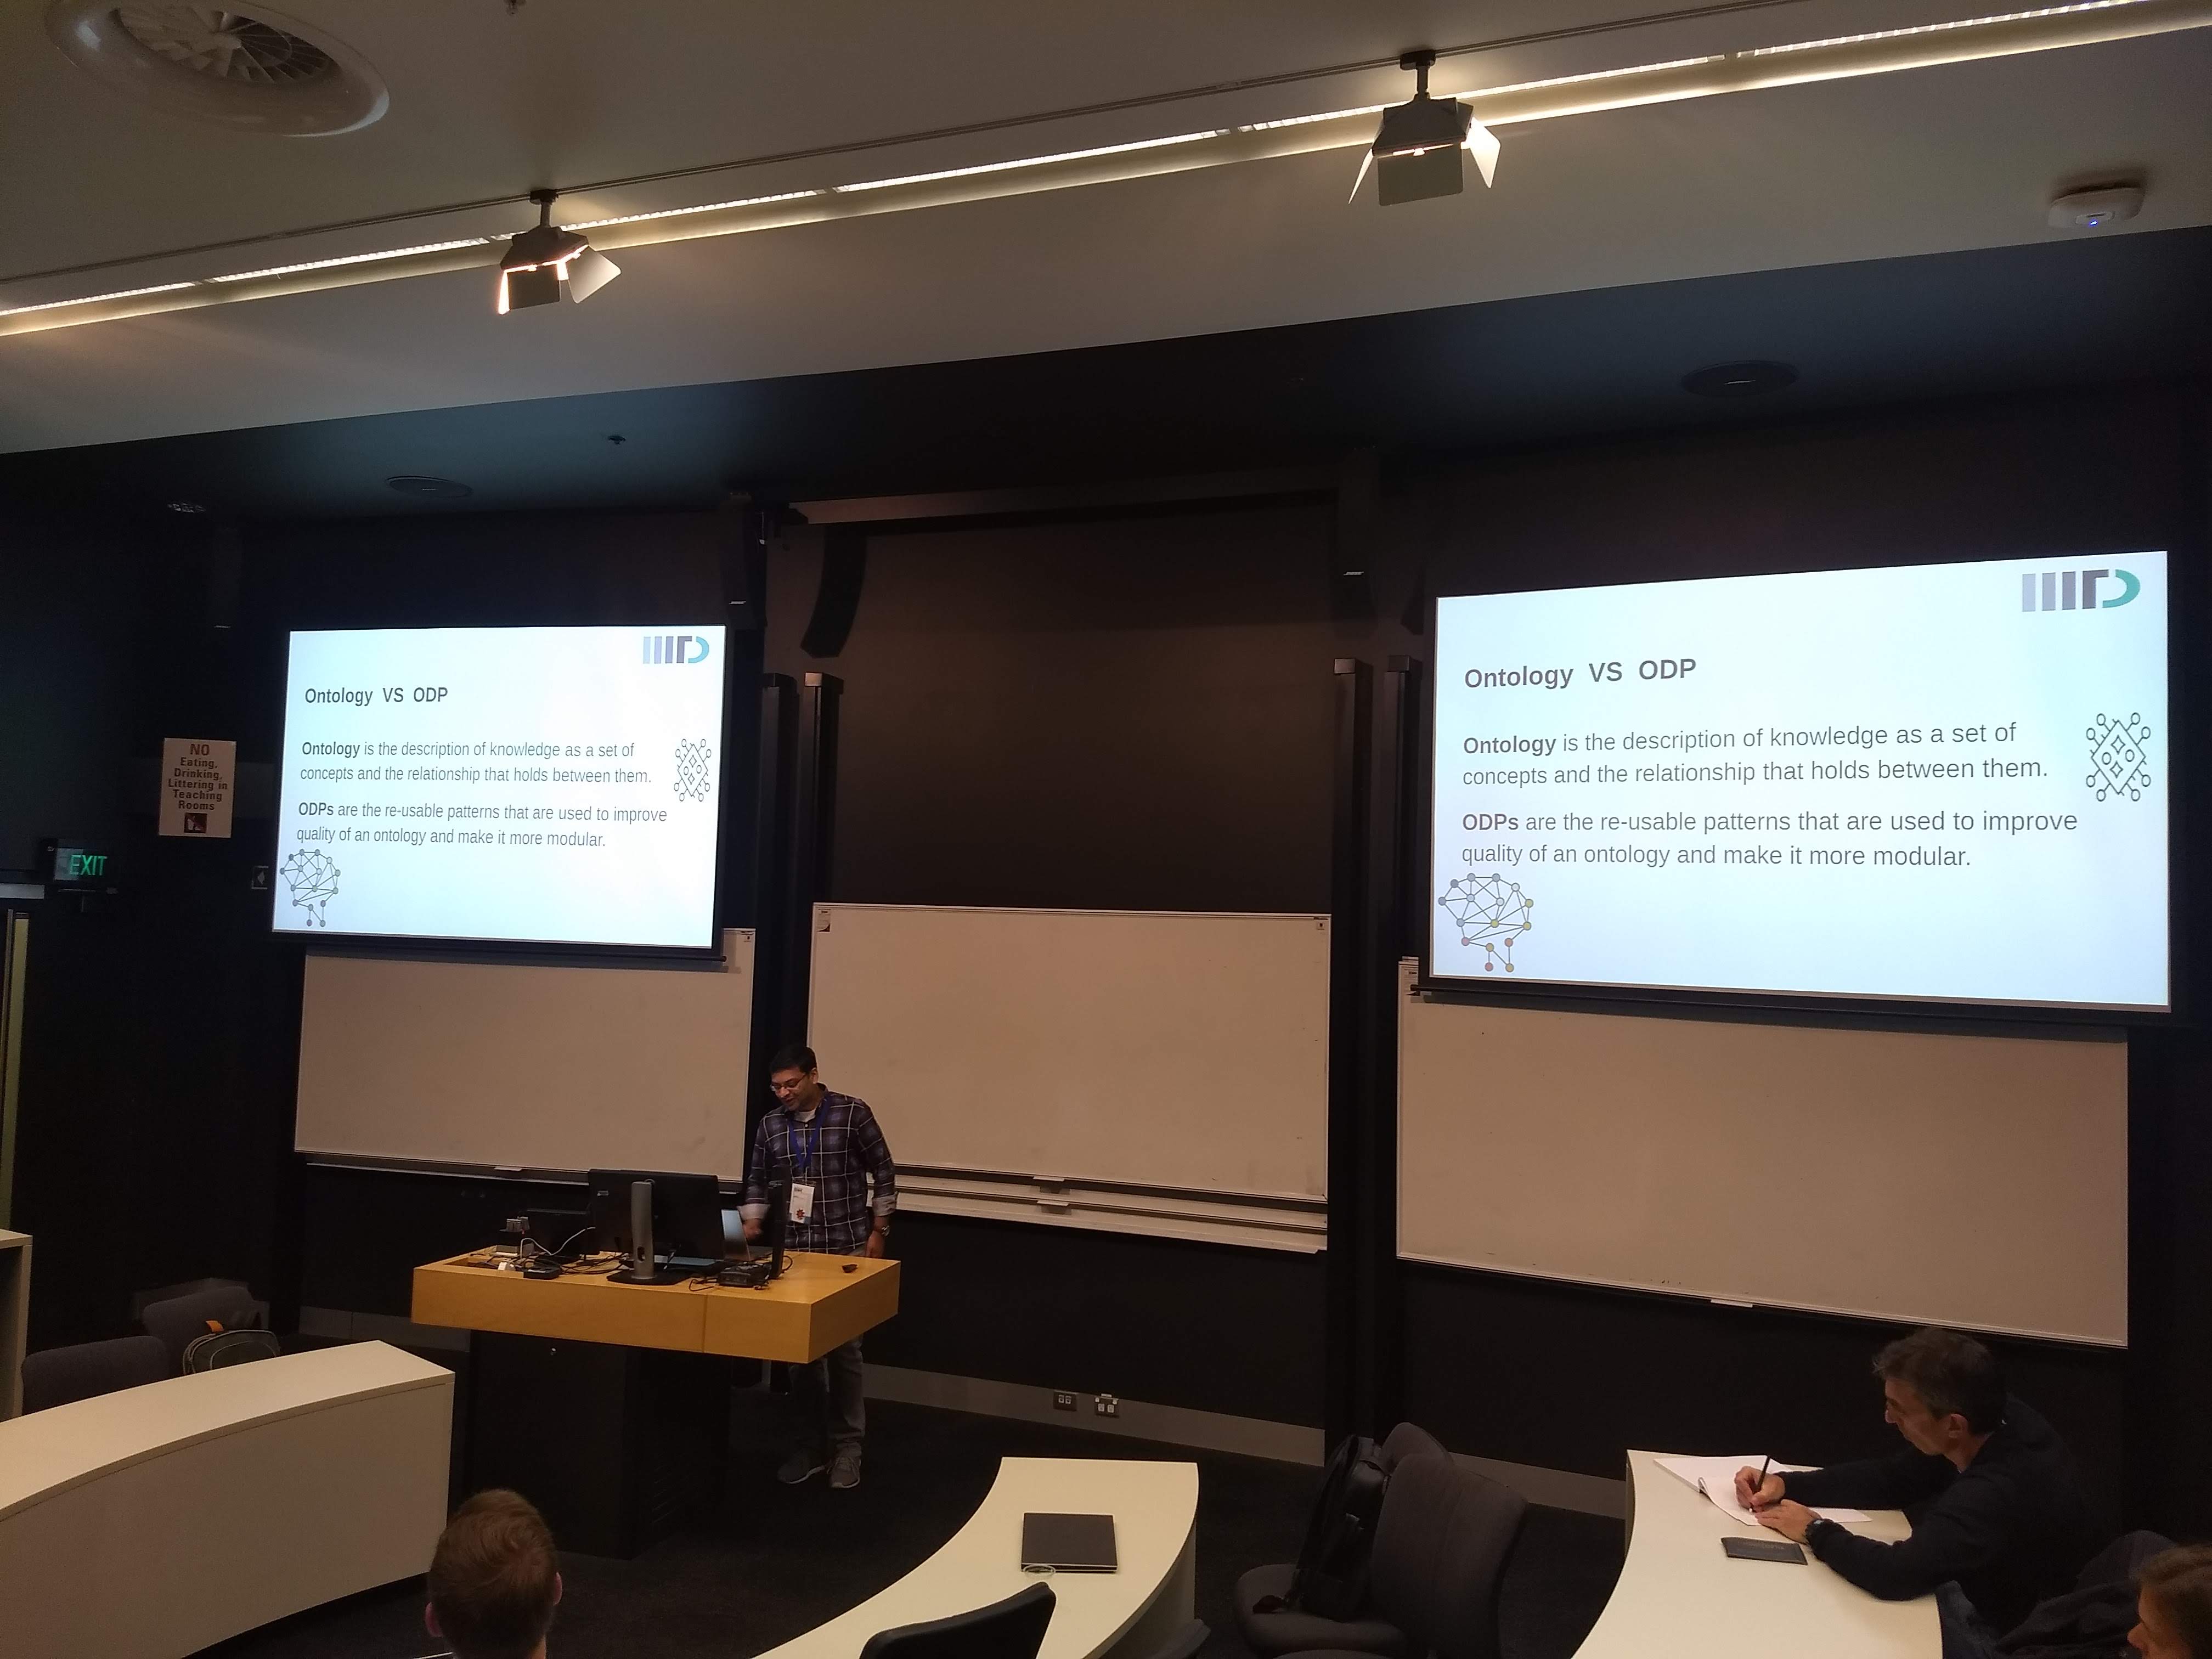 IIITD
Ontology VS ODP
Ontology is the description of knowledge as a set of
concepts and the relationship that holds between them.
ODPs are the re-usable patterns that are used to improve
quality of an ontology and make it more modular.
NO
Eating,
Drinking,
Littering in
Teaching
Rooms
EXIT
IIITD
Ontology VS ODP
Ontology is the description of knowledge as a set of
concepts and the relationship that holds between them.
ODPs are the re-usable patterns that are used to improve
quality of an ontology and make it more modular.